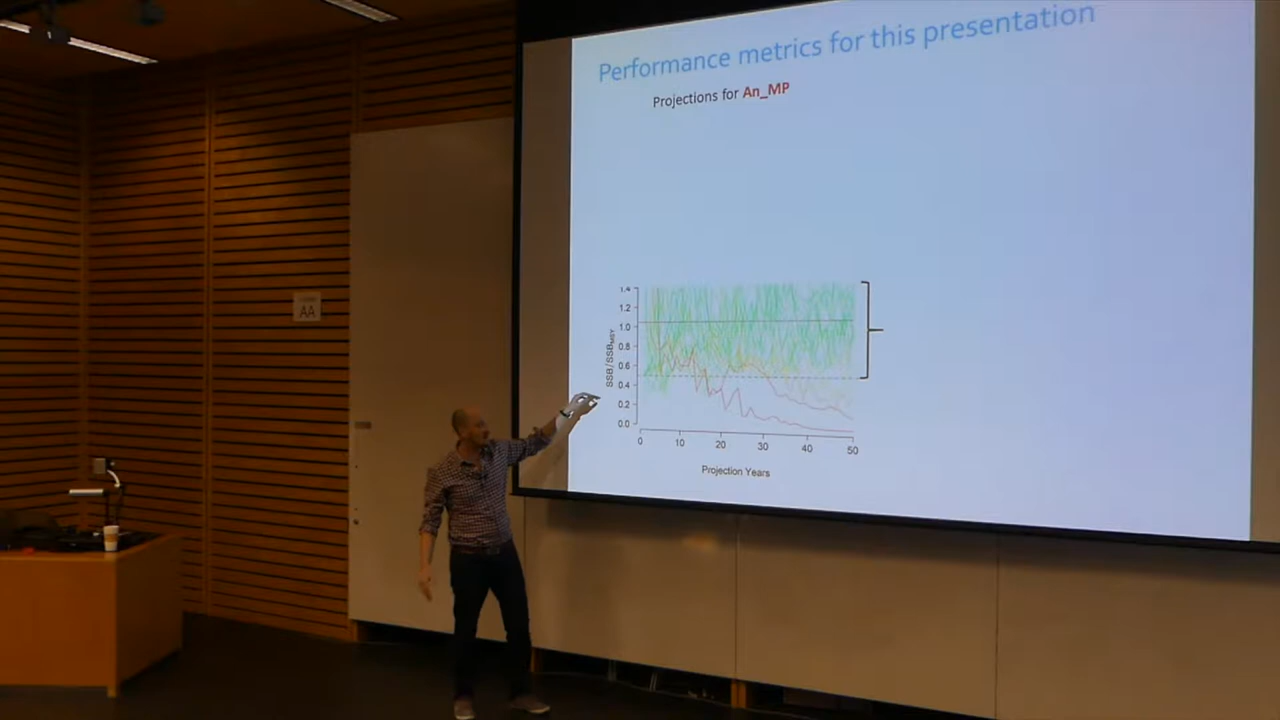 Performance metrics for this presentation
Projections for An_MP
AA
1.4
1.2
1.0
0.8
0.6
0.4
0.2
0.0
SSB/SSBMSY
0 10 20 30 40 50
Projection Years